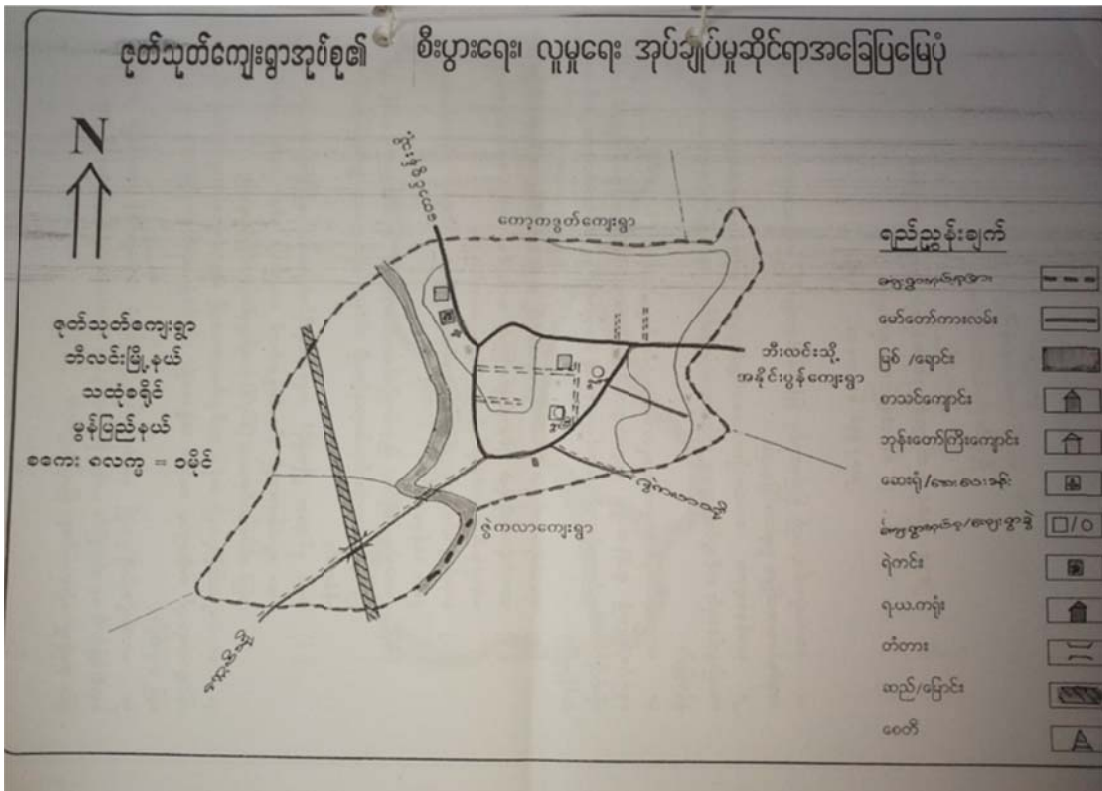 ဇုတ်သုတ်ကျေးရွာအုပ်စု၏ စီးပွားရေး၊ လူမှုရေး အုပ်ချုပ်မှုဆိုင်ရာအခြေပြမြေပုံ
N
တော့ကဒွတ်ကျေးရွာ
ဇုတ်သုတ်ကျေးရွာ
ဘီလင်းမြို့နယ်
သထုံခရိုင်
မွန်ပြည်နယ်
စကေး ၈လက္မ = ၁မိုင်
ဘီးလင်းသို့
အနိုင်းပွန်ကျေးရွာ
ဇွဲကလာကျေးရွာ
ရည်ညွှန်းချက်
မော်တော်ကားလမ်း
မြစ် /ချောင်း
စာသင်ကျောင်း
ဘုန်းတော်ကြီးကျောင်း
ဆေးရုံ/
ရဲကင်း
ရ.ယ.ကရုံး
တံတား
ဆည်/မြောင်း
စေတီ